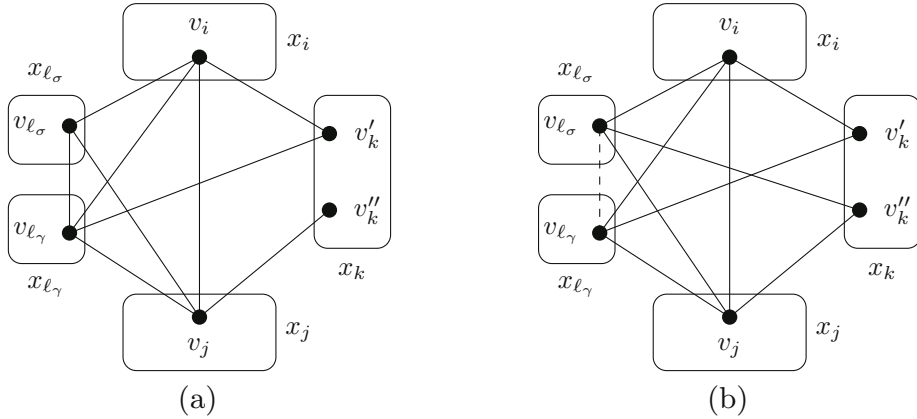 v_i x_i
x_{ℓ_σ}
v_{ℓ_σ} v'_k
v_{ℓ_γ} v''_k
x_{ℓ_γ} x_k
v_j x_j
(a)
v_i x_i
x_{ℓ_σ}
v_{ℓ_σ} v'_k
v_{ℓ_γ} v''_k
x_{ℓ_γ} x_k
v_j x_j
(b)